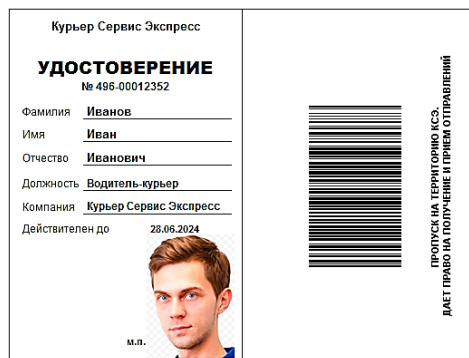 Курьер Сервис Экспресс
УДОСТОВЕРЕНИЕ
№ 496-00012352
Фамилия Иванов
Имя Иван
Отчество Иванович
Должность Водитель-курьер
Компания Курьер Сервис Экспресс
Действителен до 28.06.2024
м.п.
ПРОПУСК НА ТЕРРИТОРИЮ КСЭ.
ДАЕТ ПРАВО НА ПОЛУЧЕНИЕ И ПРИЕМ ОТПРАВЛЕНИЙ